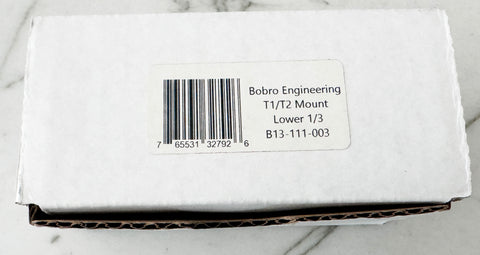 Bobro Engineering
T1/T2 Mount
Lower 1/3
B13-111-003
7 65531 32792 6